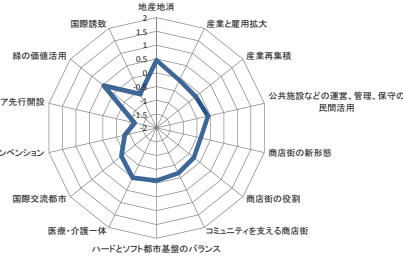 地産地消
国際誘致
産業と雇用拡大
緑の価値活用
産業再集積
ア先行開設
公共施設などの運営、管理、保守の
民間活用
ンベンション
商店街の新形態
国際交流都市
商店街の役割
医療・介護一体
コミュニティを支える商店街
ハードとソフト都市基盤のバランス
2
1.5
1
0.5
0
-0.5
-1
-1.5
-2